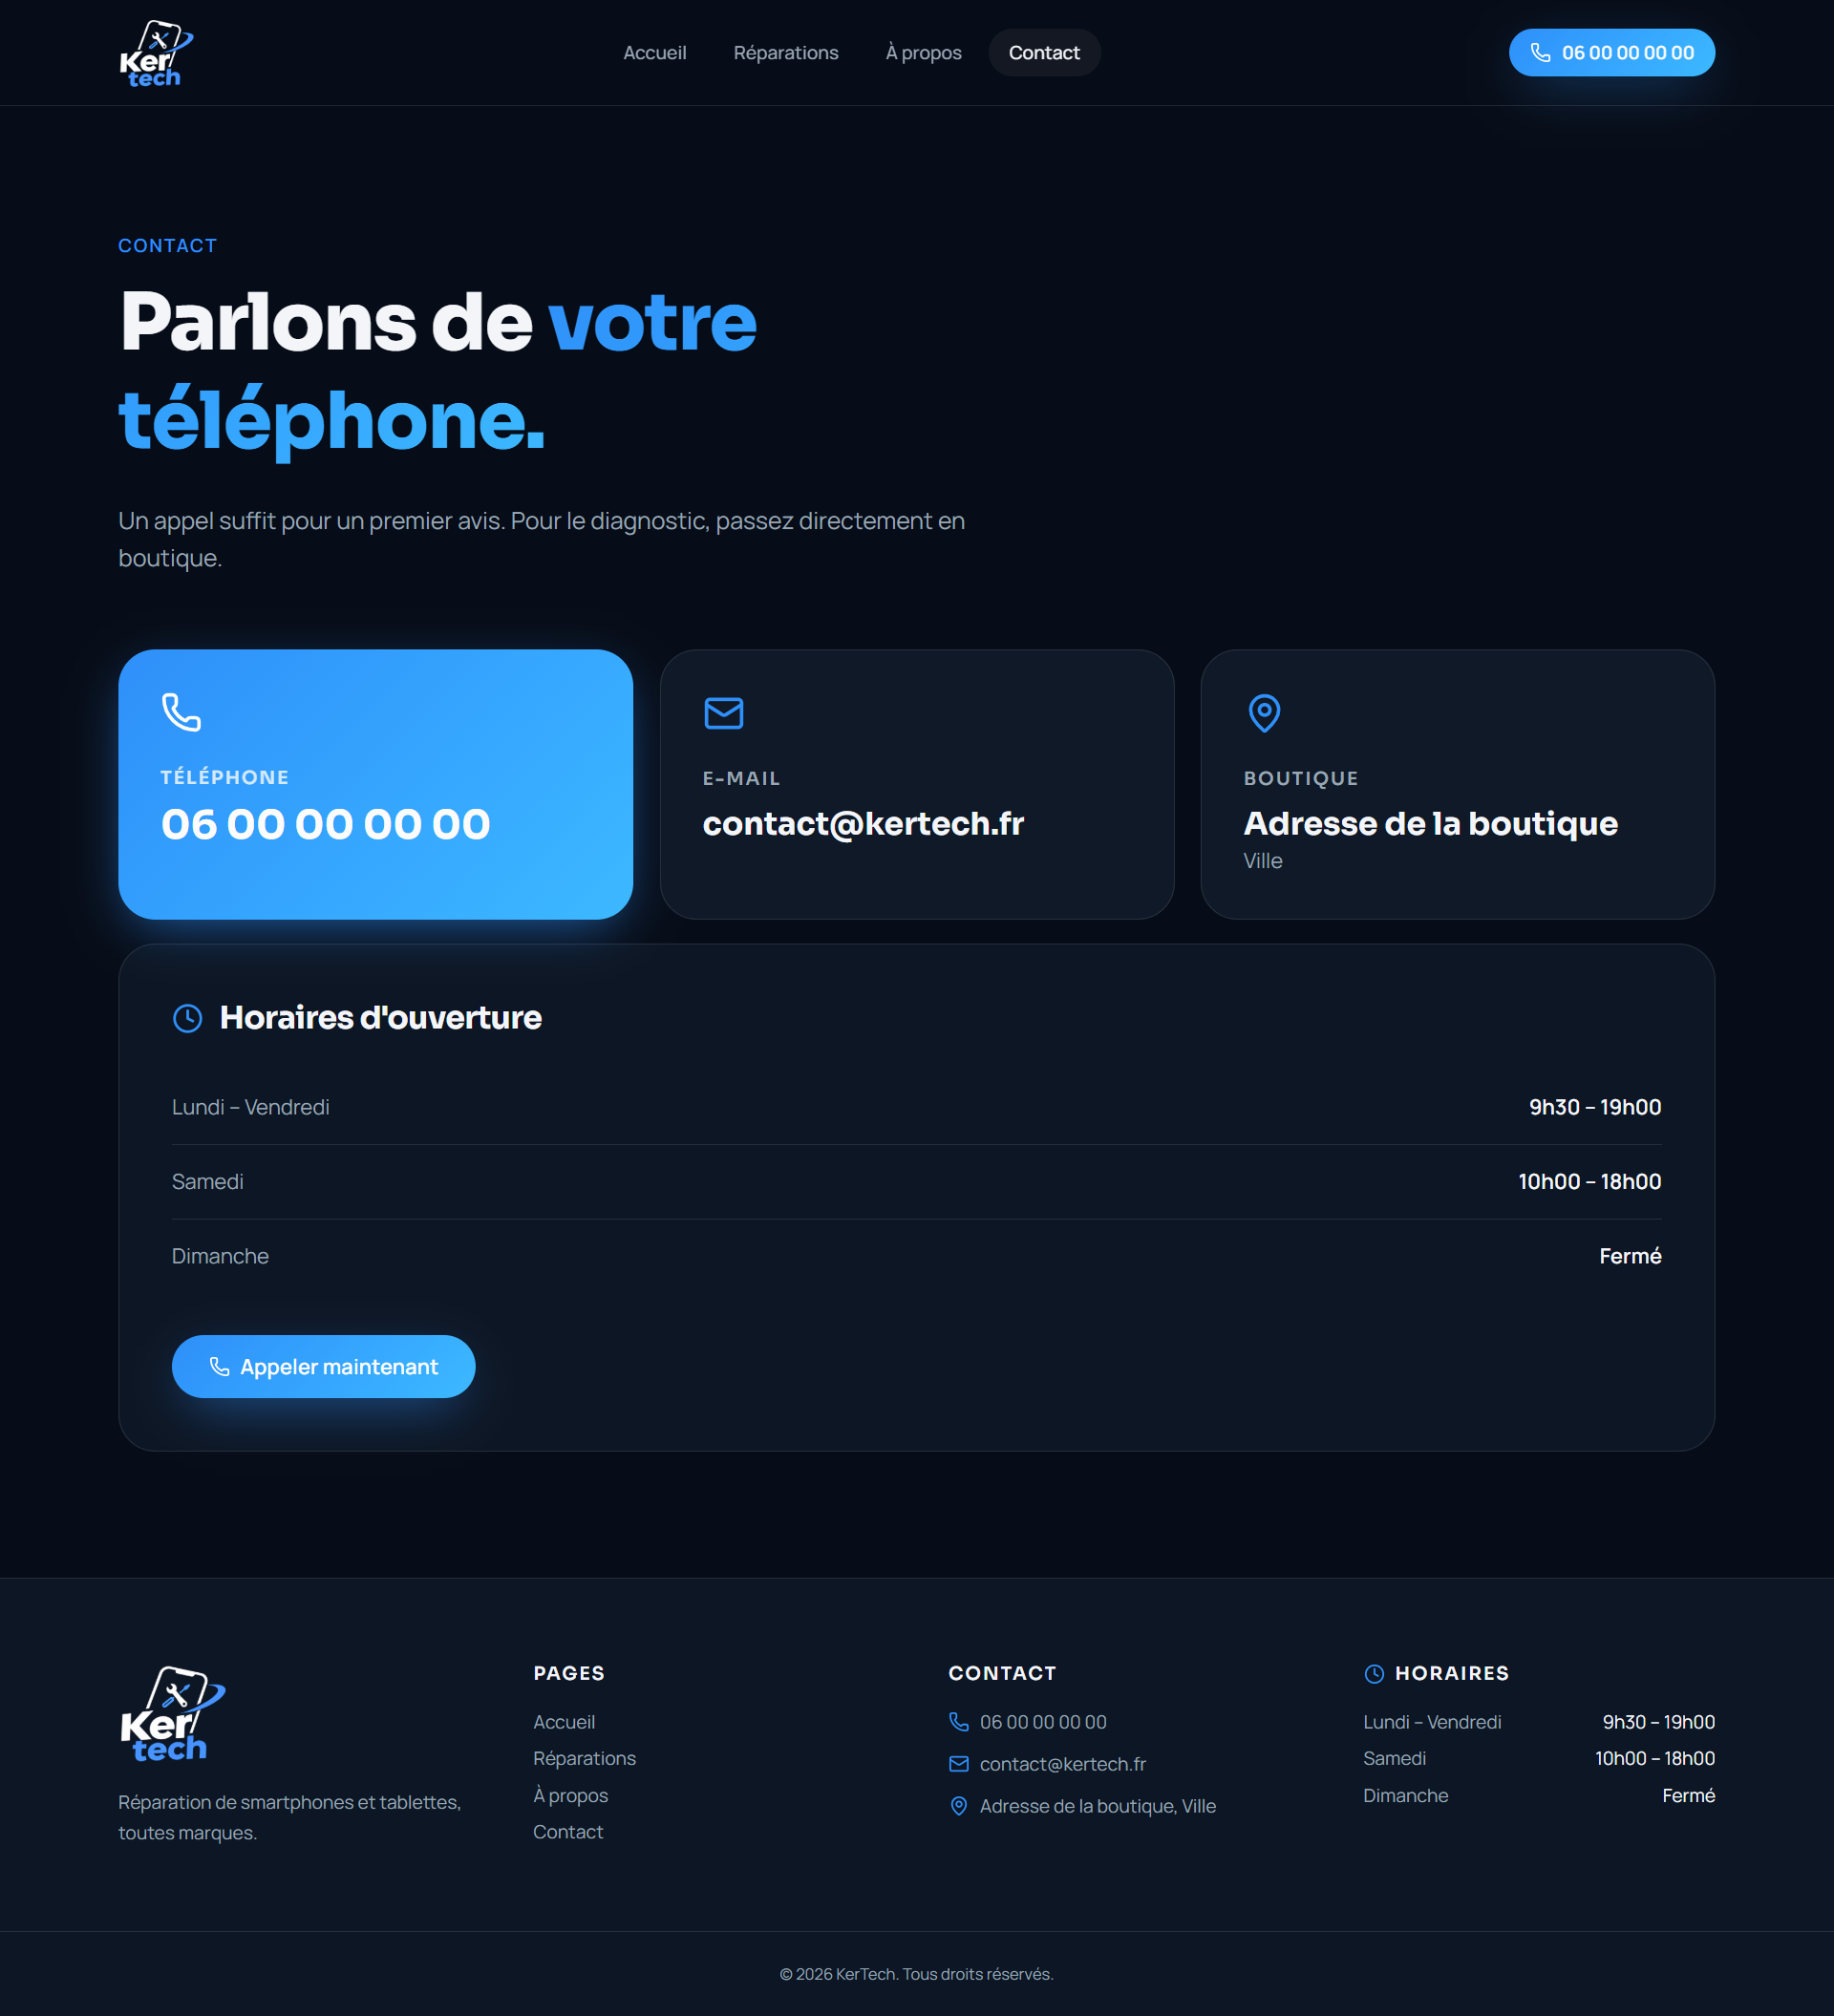 Ker
tech
Accueil
Réparations
À propos
Contact
06 00 00 00 00
CONTACT
Parlons de votre
téléphone.
Un appel suffit pour un premier avis. Pour le diagnostic, passez directement en
boutique.
TÉLÉPHONE
06 00 00 00 00
E-MAIL
contact@kertech.fr
BOUTIQUE
Adresse de la boutique
Ville
Horaires d'ouverture
Lundi – Vendredi
9h30 – 19h00
Samedi
10h00 – 18h00
Dimanche
Fermé
Appeler maintenant
Ker
tech
Réparation de smartphones et tablettes,
toutes marques.
PAGES
Accueil
Réparations
À propos
Contact
CONTACT
06 00 00 00 00
contact@kertech.fr
Adresse de la boutique, Ville
HORAIRES
Lundi – Vendredi
9h30 – 19h00
Samedi
10h00 – 18h00
Dimanche
Fermé
© 2026 KerTech. Tous droits réservés.